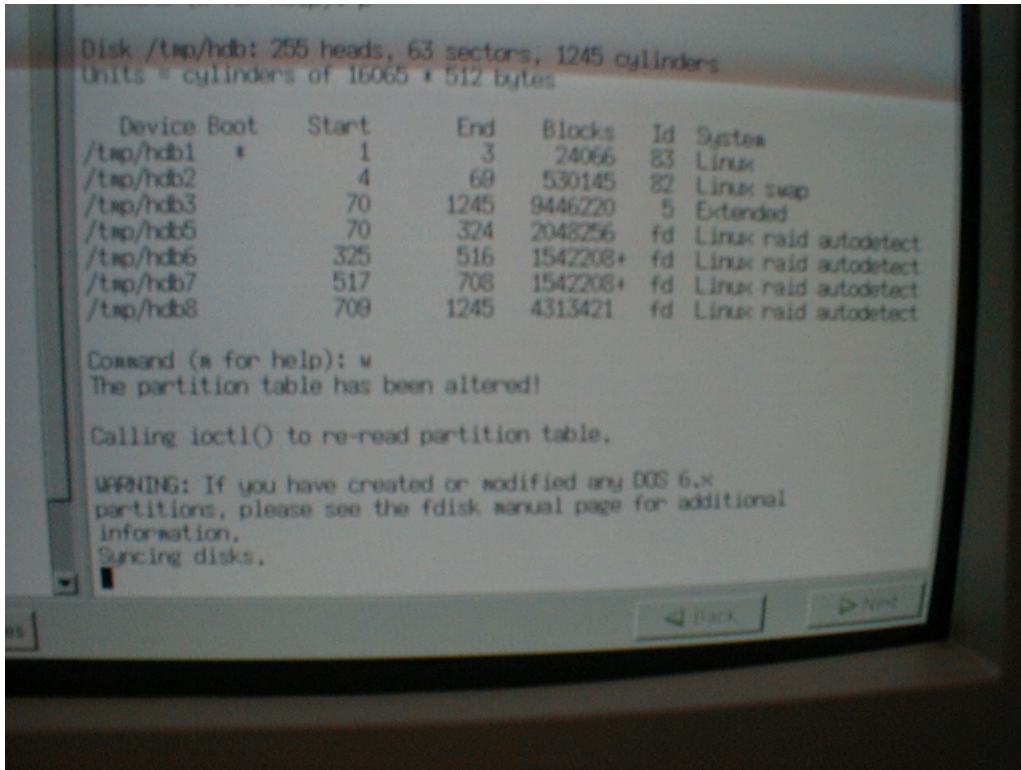 Disk /tmp/hdb: 255 heads, 63 sectors, 1245 cylinders
Units = cylinders of 16065 * 512 bytes
Device Boot Start End Blocks Id System
/tmp/hdb1 * 1 3 24066 83 Linux
/tmp/hdb2 4 69 530145 82 Linux swap
/tmp/hdb3 70 1245 9446220 5 Extended
/tmp/hdb5 70 324 2048256 fd Linux raid autodetect
/tmp/hdb6 325 516 1542208+ fd Linux raid autodetect
/tmp/hdb7 517 708 1542208+ fd Linux raid autodetect
/tmp/hdb8 709 1245 4313421 fd Linux raid autodetect
Command (m for help): w
The partition table has been altered!
Calling ioctl() to re-read partition table.
WARNING: If you have created or modified any DOS 6.x
partitions, please see the fdisk manual page for additional
information.
Syncing disks.
Back
Next